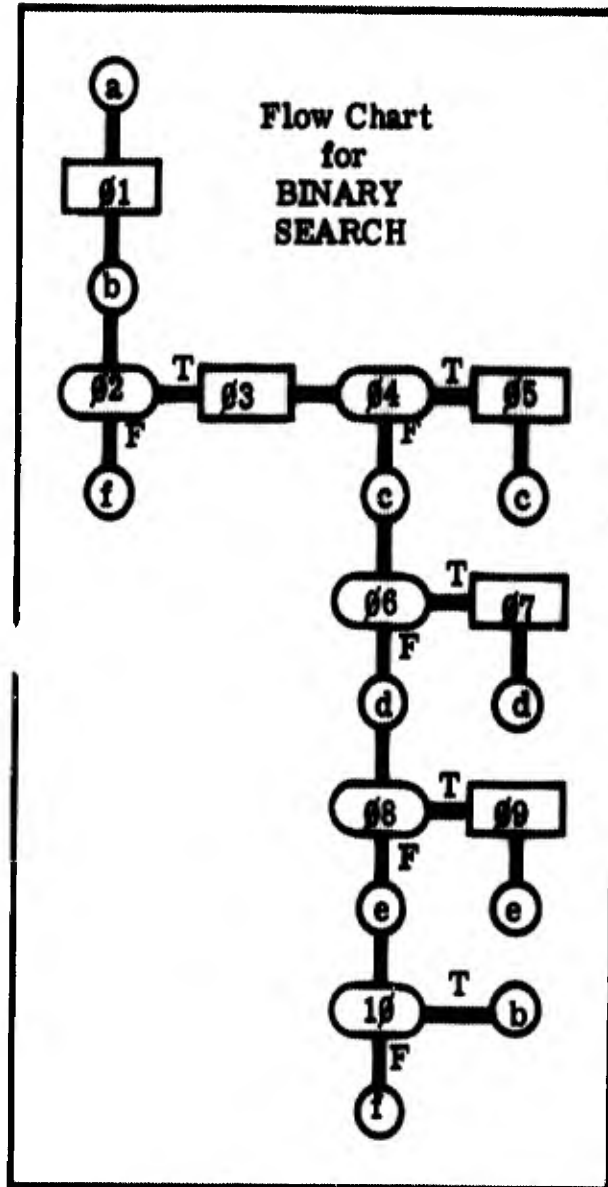 a
Flow Chart
for
BINARY
SEARCH
Ø1
b
Ø2 T Ø3 Ø4 T Ø5
F F
f c c
Ø6 T Ø7
F
d d
Ø8 T Ø9
F
e e
1Ø T b
F
f